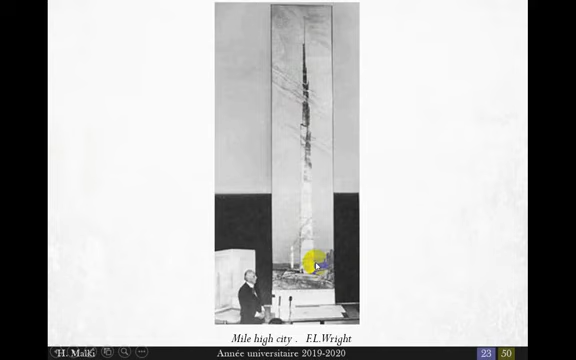 Mile high city . F.L.Wright
H. Malki
Année universitaire 2019-2020
23
50